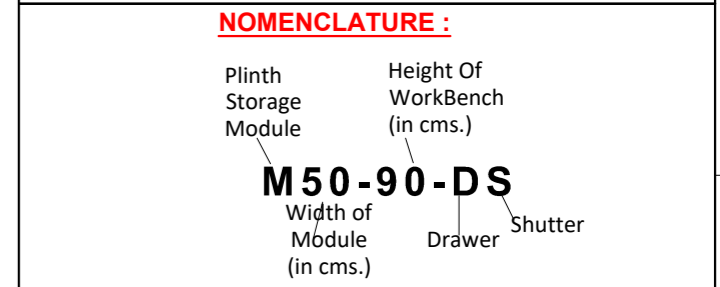 NOMENCLATURE :
Plinth
Storage
Module
Height Of
WorkBench
(in cms.)
M50-90-DS
Width of
Module
(in cms.)
Drawer
Shutter